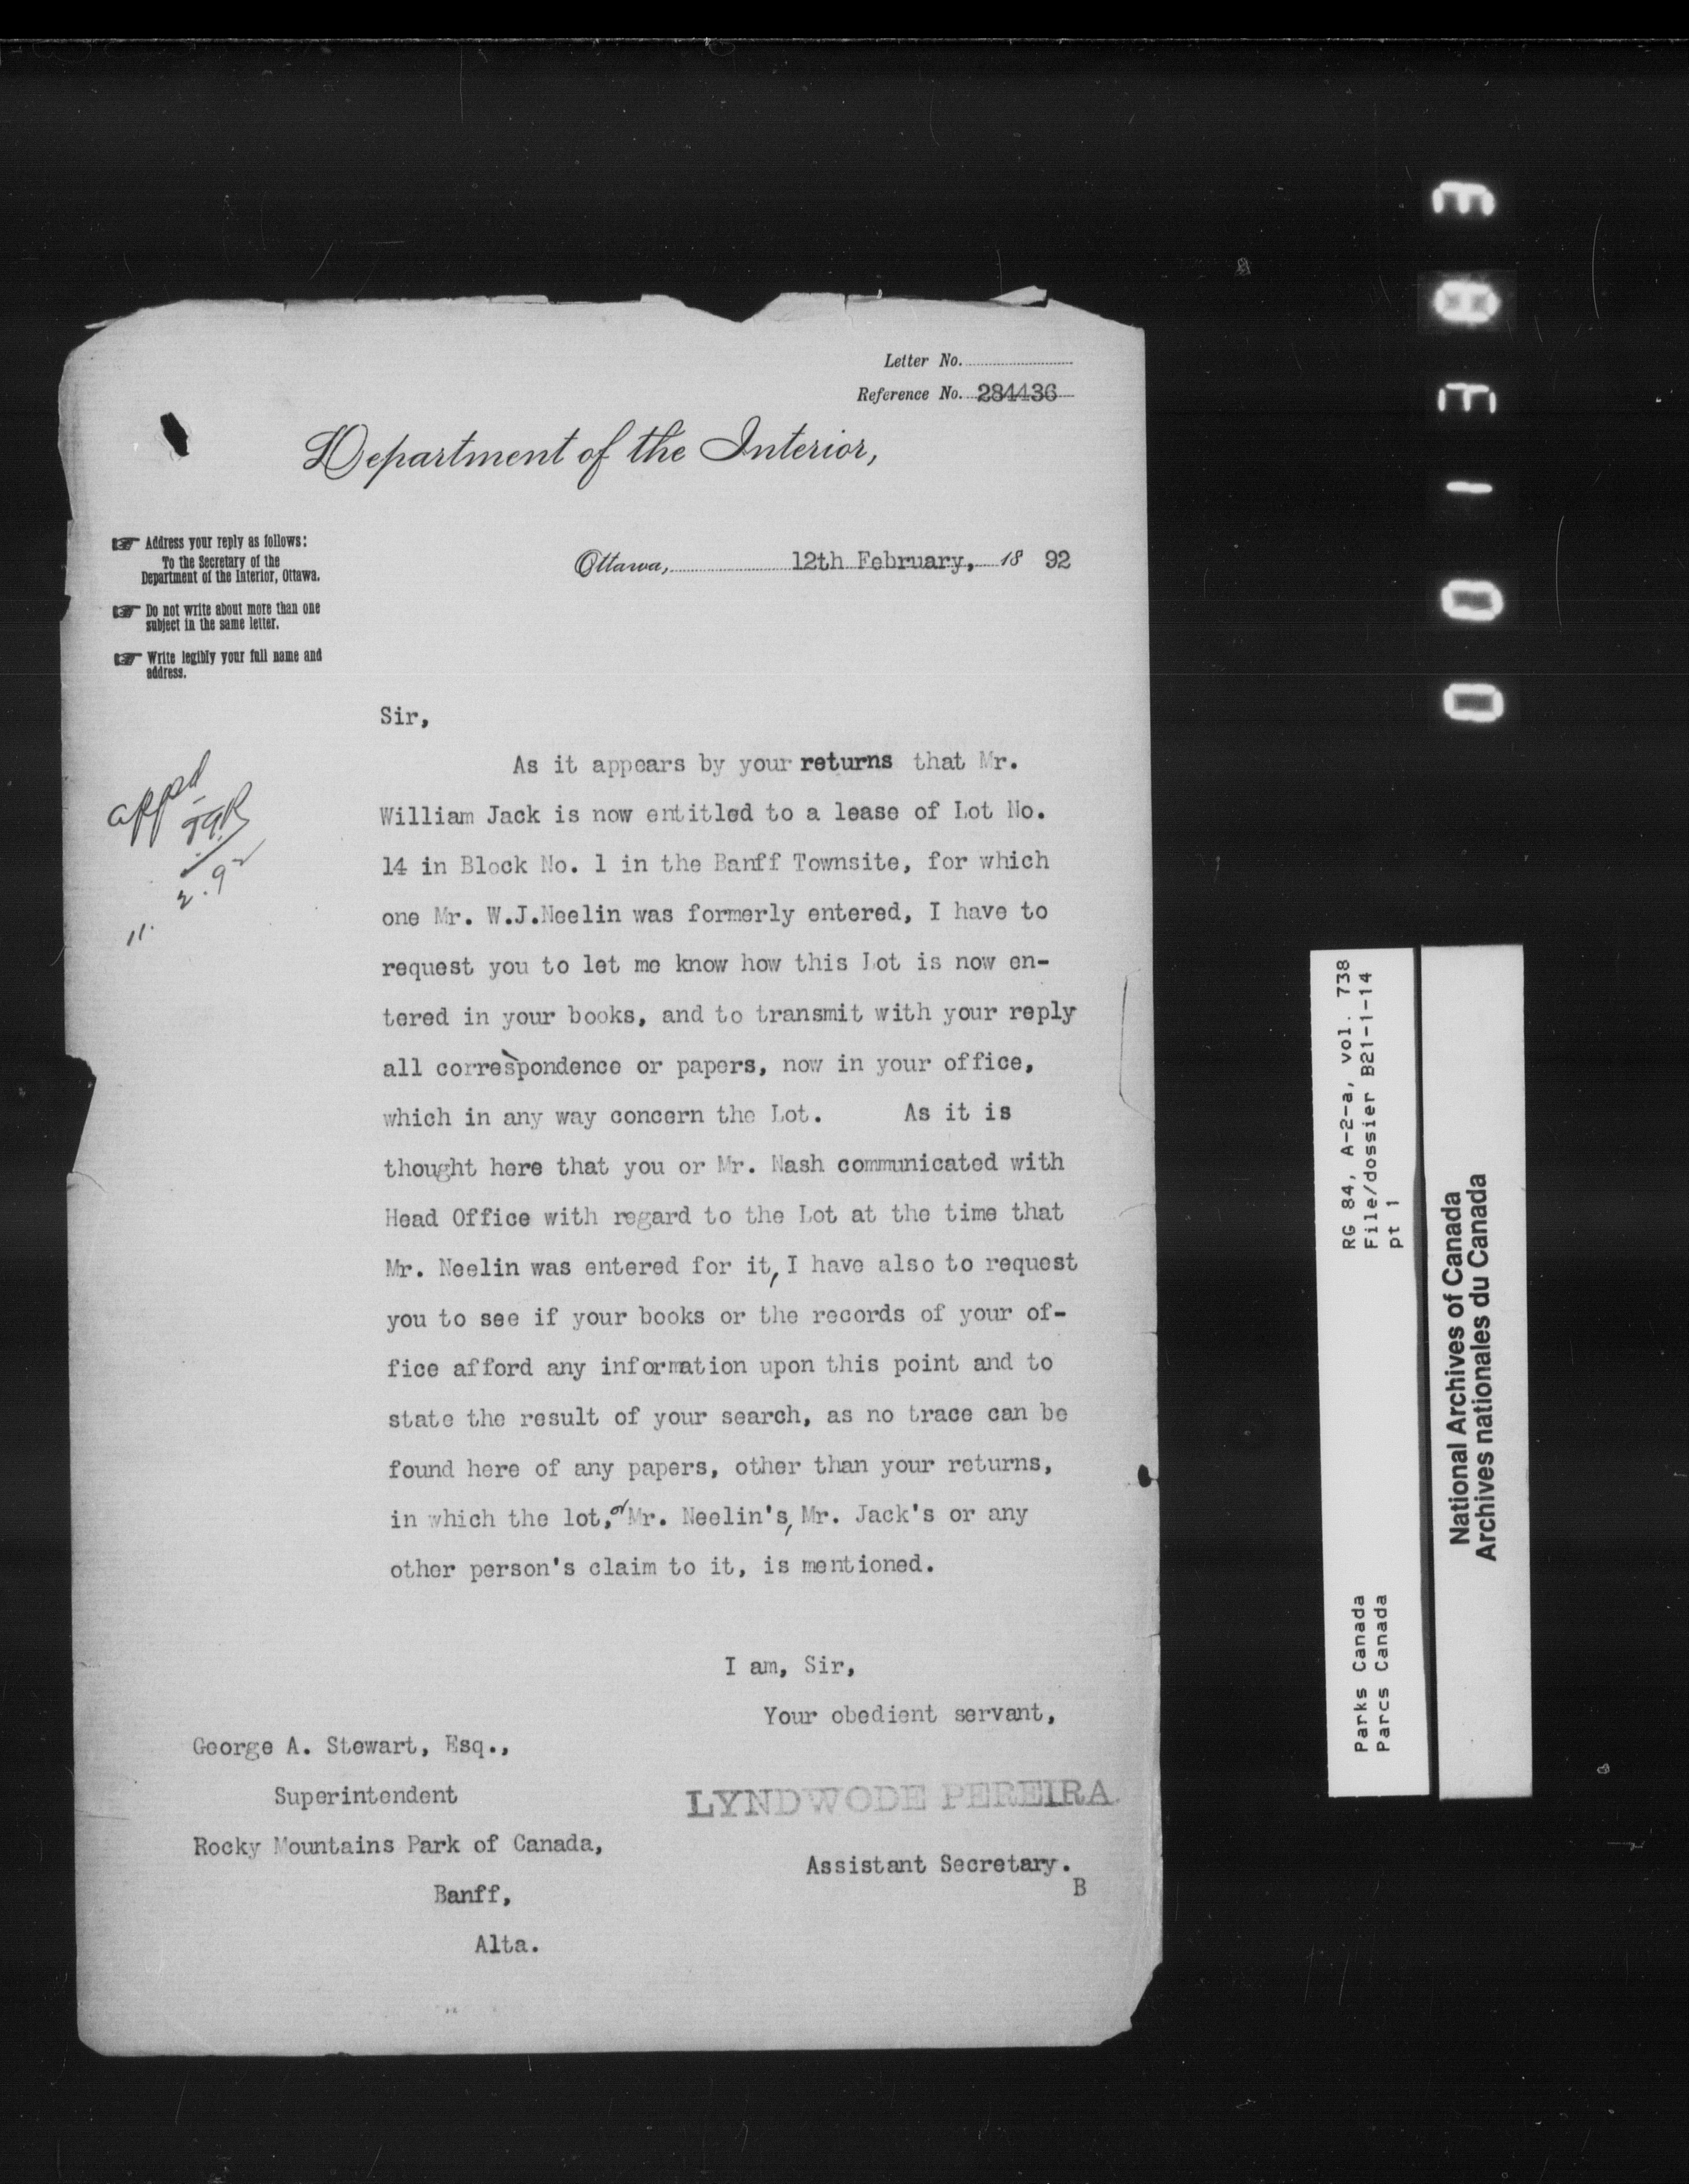 Letter No.
Reference No. 284436
Department of the Interior,
Address your reply as follows:
To the Secretary of the
Department of the Interior, Ottawa.
Do not write about more than one
subject in the same letter.
Write legibly your full name and
address.
Ottawa, 12th February, 18 92
Sir,
appd
11. 2. 92
As it appears by your returns that Mr.
William Jack is now entitled to a lease of Lot No.
14 in Block No. 1 in the Banff Townsite, for which
one Mr. W.J.Neelin was formerly entered, I have to
request you to let me know how this Lot is now en-
tered in your books, and to transmit with your reply
all correspondence or papers, now in your office,
which in any way concern the Lot. As it is
thought here that you or Mr. Nash communicated with
Head Office with regard to the Lot at the time that
Mr. Neelin was entered for it, I have also to request
you to see if your books or the records of your of-
fice afford any information upon this point and to
state the result of your search, as no trace can be
found here of any papers, other than your returns,
in which the lot, or Mr. Neelin's, Mr. Jack's or any
other person's claim to it, is mentioned.
I am, Sir,
Your obedient servant,
George A. Stewart, Esq.,
Superintendent
Rocky Mountains Park of Canada,
Banff,
Alta.
LYNDWODE PEREIRA.
Assistant Secretary.
B
001383
RG 84, A-2-a, vol. 738
File/dossier B21-1-14
pt 1
Parks Canada
Parcs Canada
National Archives of Canada
Archives nationales du Canada